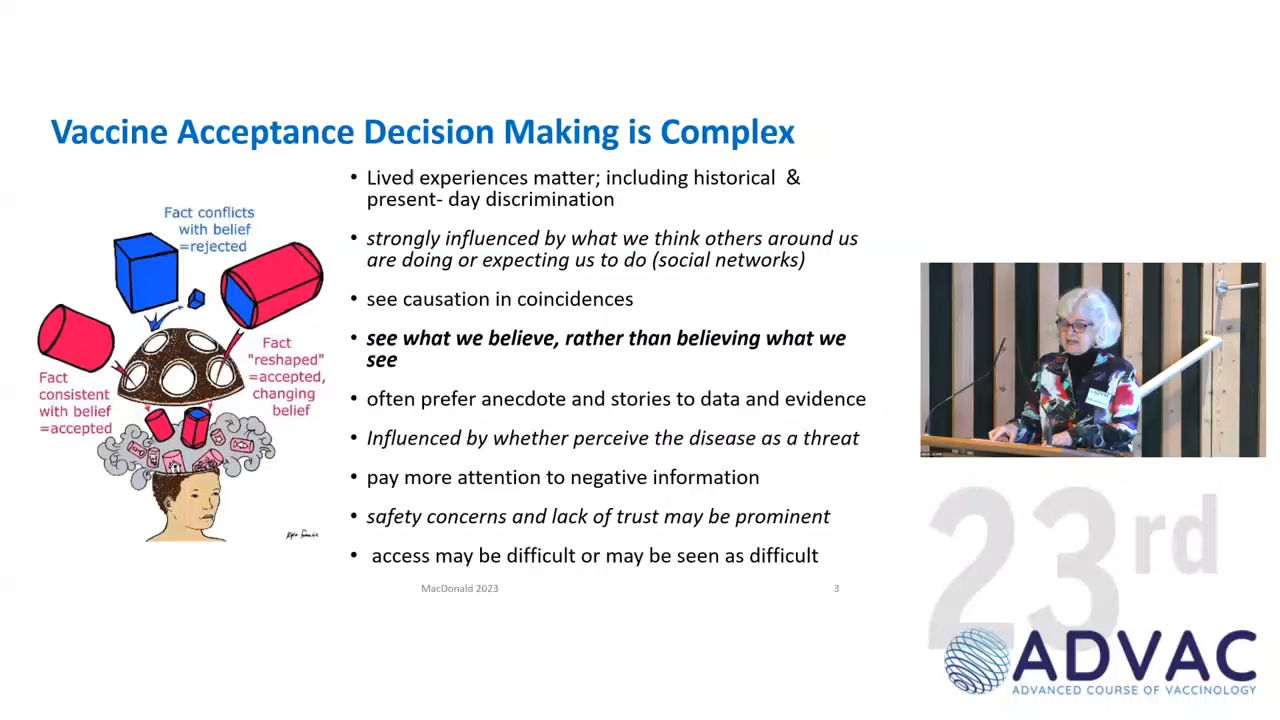 Vaccine Acceptance Decision Making is Complex
• Lived experiences matter; including historical &
present- day discrimination
• strongly influenced by what we think others around us
are doing or expecting us to do (social networks)
• see causation in coincidences
• see what we believe, rather than believing what we
see
• often prefer anecdote and stories to data and evidence
• Influenced by whether perceive the disease as a threat
• pay more attention to negative information
• safety concerns and lack of trust may be prominent
• access may be difficult or may be seen as difficult
Fact conflicts
with belief
=rejected
Fact
"reshaped"
=accepted,
changing
belief
Fact
consistent
with belief
=accepted
MacDonald 2023
3
23rd
ADVAC
ADVANCED COURSE OF VACCINOLOGY